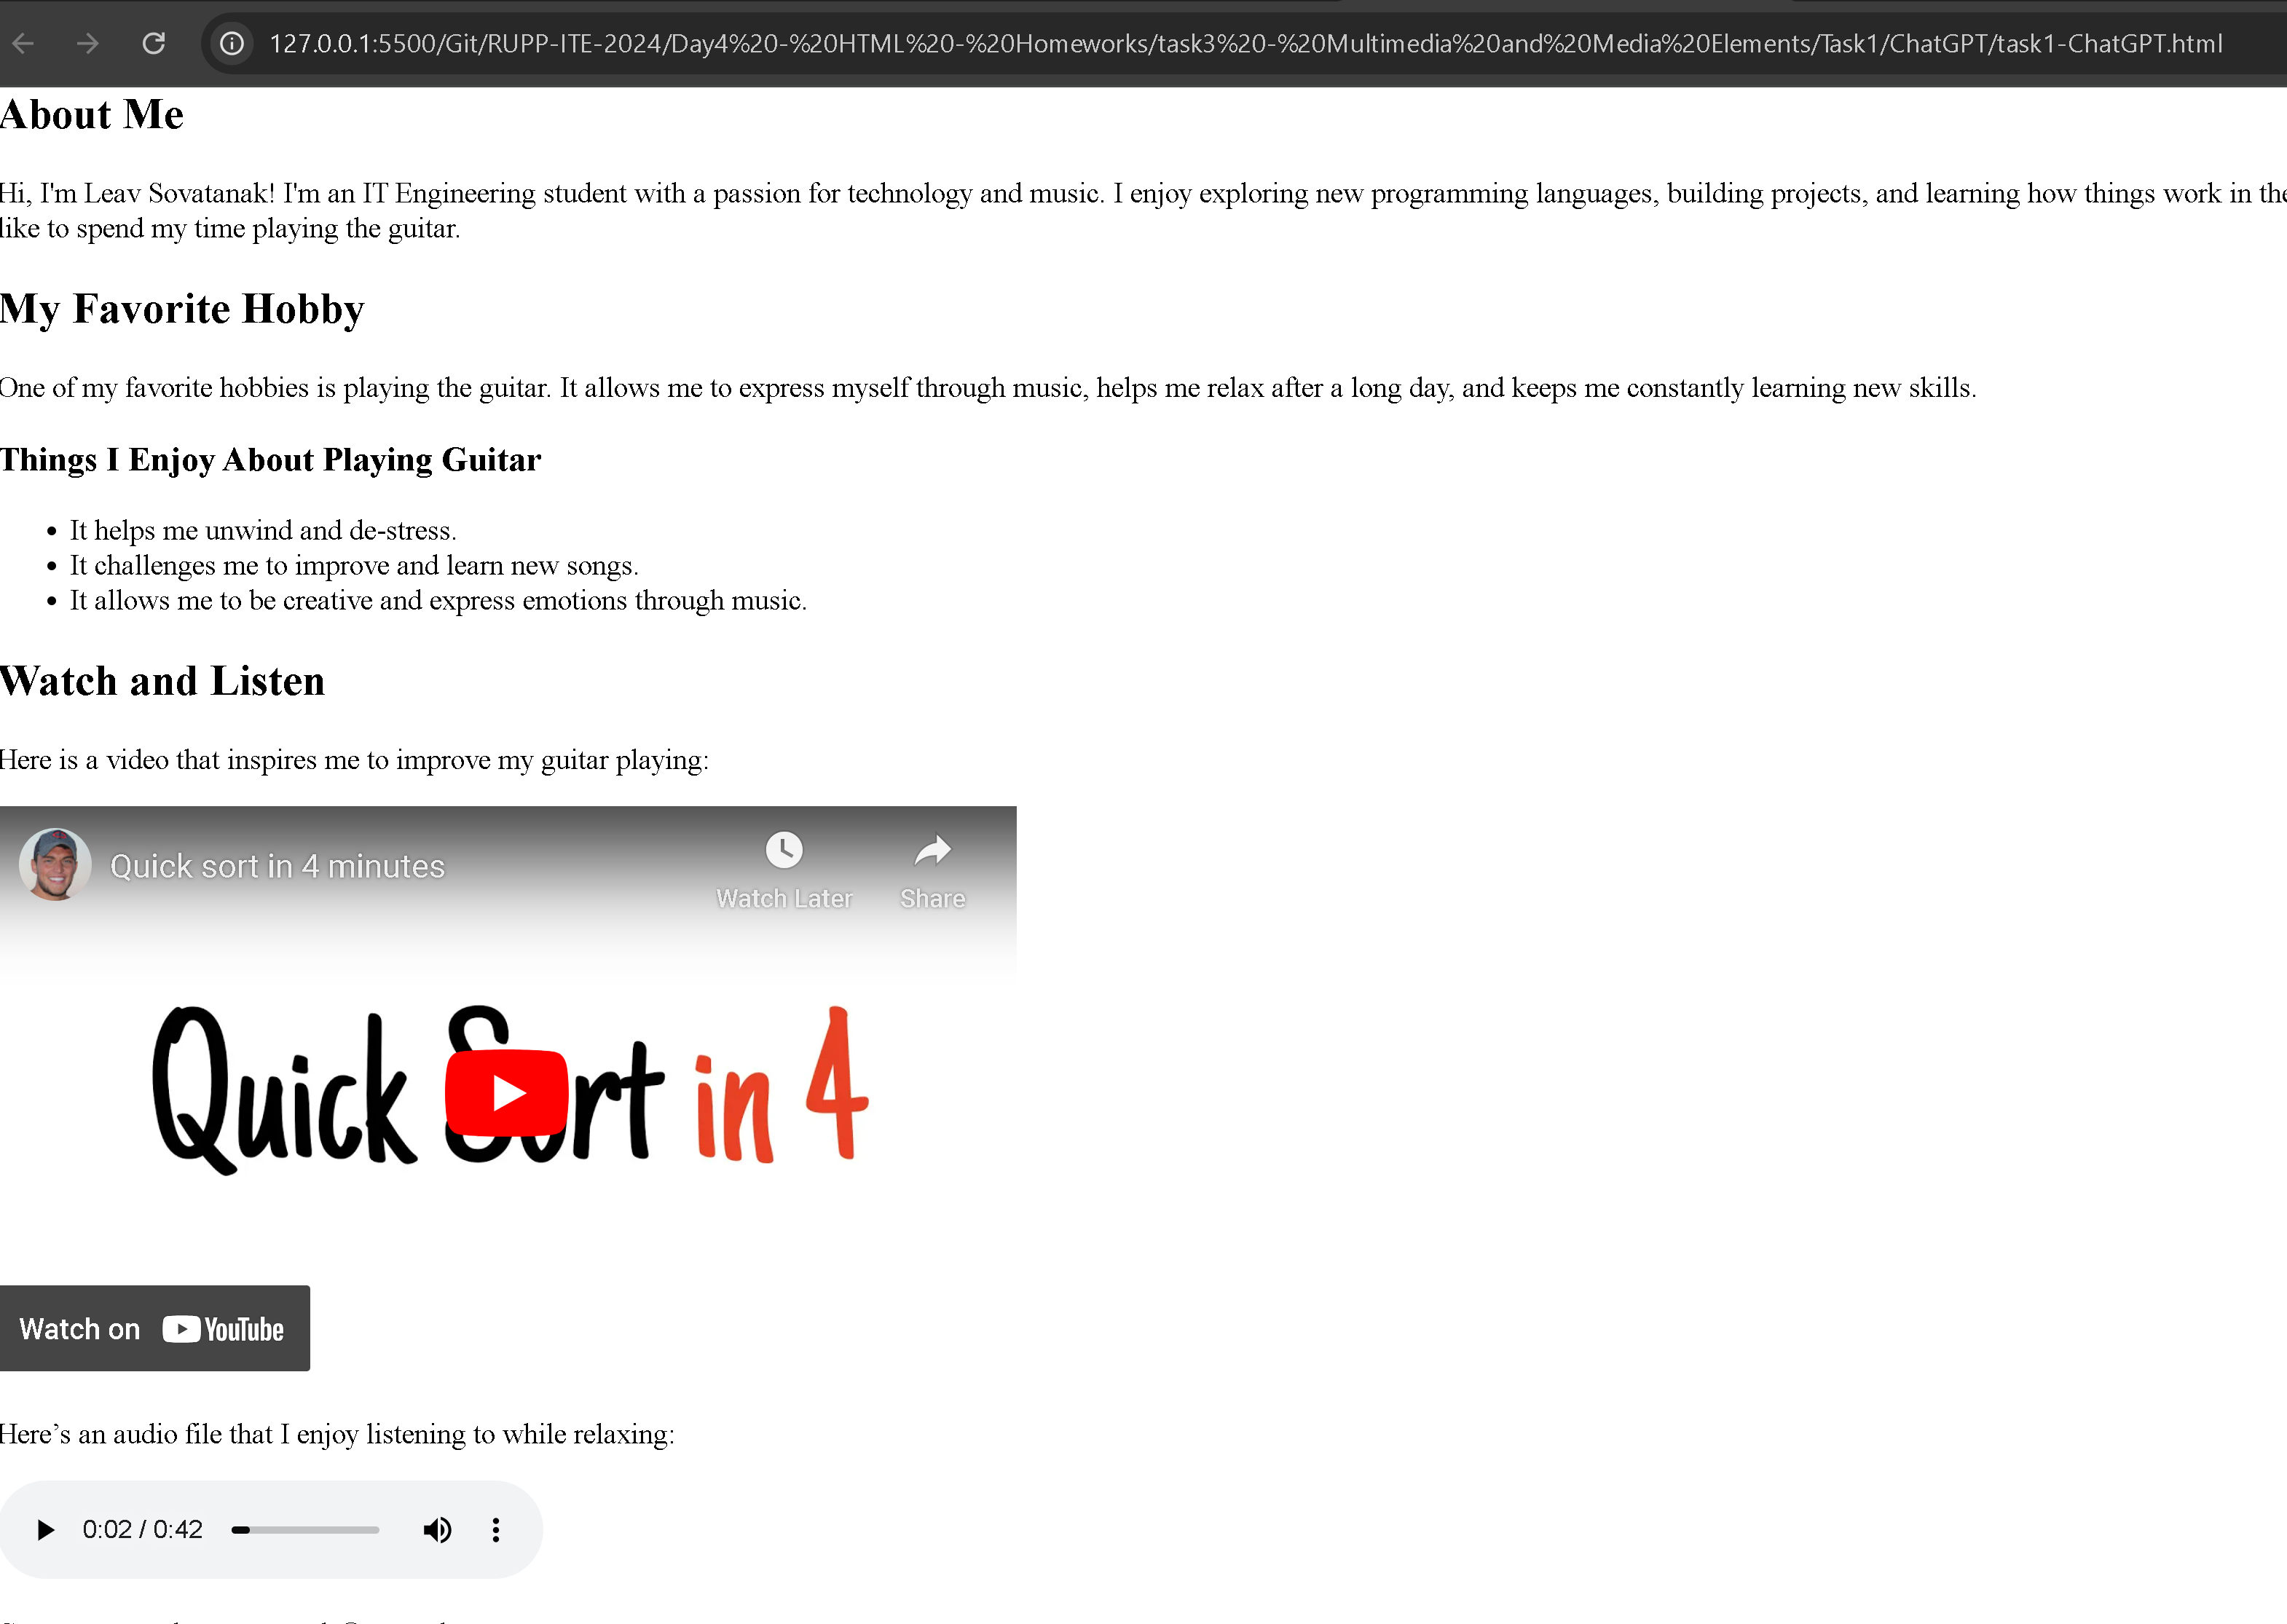 127.0.0.1:5500/Git/RUPP-ITE-2024/Day4%20-%20HTML%20-%20Homeworks/task3%20-%20Multimedia%20and%20Media%20Elements/Task1/ChatGPT/task1-ChatGPT.html
About Me
Hi, I'm Leav Sovatanak! I'm an IT Engineering student with a passion for technology and music. I enjoy exploring new programming languages, building projects, and learning how things work in the
like to spend my time playing the guitar.
My Favorite Hobby
One of my favorite hobbies is playing the guitar. It allows me to express myself through music, helps me relax after a long day, and keeps me constantly learning new skills.
Things I Enjoy About Playing Guitar
• It helps me unwind and de-stress.
• It challenges me to improve and learn new songs.
• It allows me to be creative and express emotions through music.
Watch and Listen
Here is a video that inspires me to improve my guitar playing:
Quick sort in 4 minutes
Watch Later
Share
Quick Sort in 4
Watch on YouTube
Here’s an audio file that I enjoy listening to while relaxing:
0:02 / 0:42